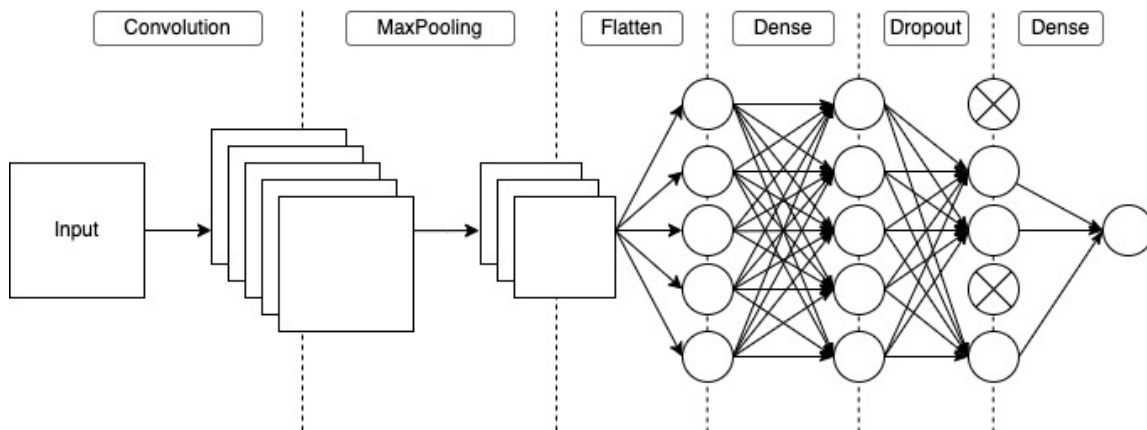 Convolution
MaxPooling
Flatten
Dense
Dropout
Dense
Input